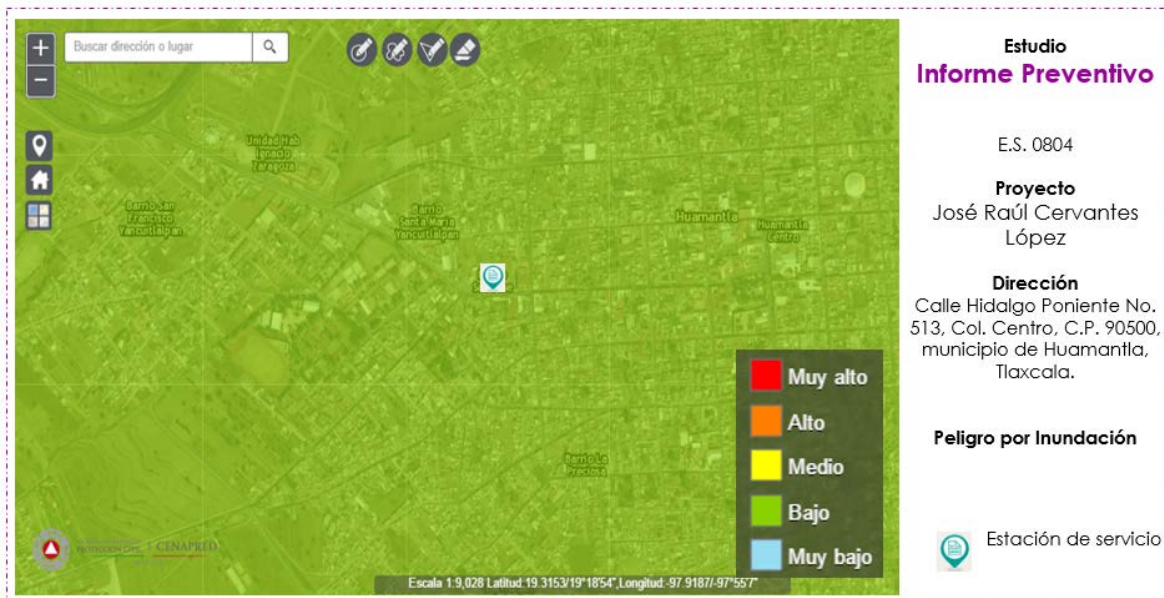 Buscar dirección o lugar
Unidad Hab
Ignacio
Zaragoza
Barrio San
Francisco
Yancuitlalpan
Barrio
Santa María
Yancuitlalpan
Huamantla
Huamantla
Centro
Barrio La
Preciosa
Muy alto
Alto
Medio
Bajo
Muy bajo
PROTECCIÓN CIVIL | CENAPRED
Escala 1:9,028 Latitud:19.3153/19°18'54",Longitud:-97.9187/-97°55'7"
Estudio
Informe Preventivo
E.S. 0804
Proyecto
José Raúl Cervantes
López
Dirección
Calle Hidalgo Poniente No.
513, Col. Centro, C.P. 90500,
municipio de Huamantla,
Tlaxcala.
Peligro por Inundación
Estación de servicio